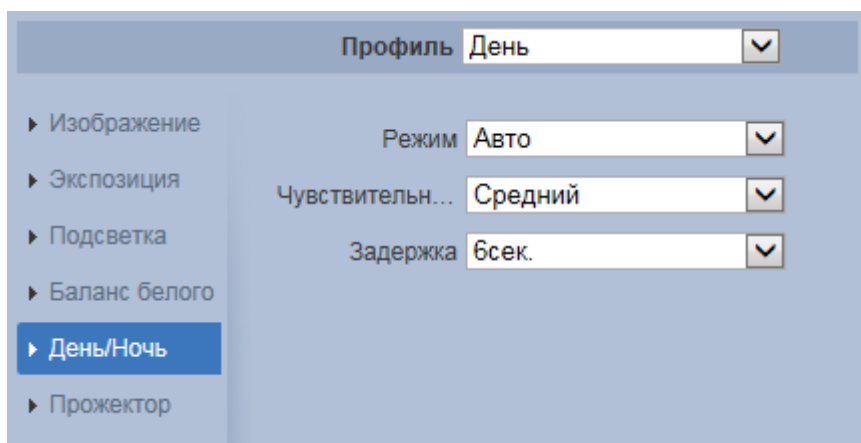 Профиль День
Изображение
Режим Авто
Экспозиция
Чувствительн... Средний
Подсветка
Задержка 6сек.
Баланс белого
День/Ночь
Прожектор